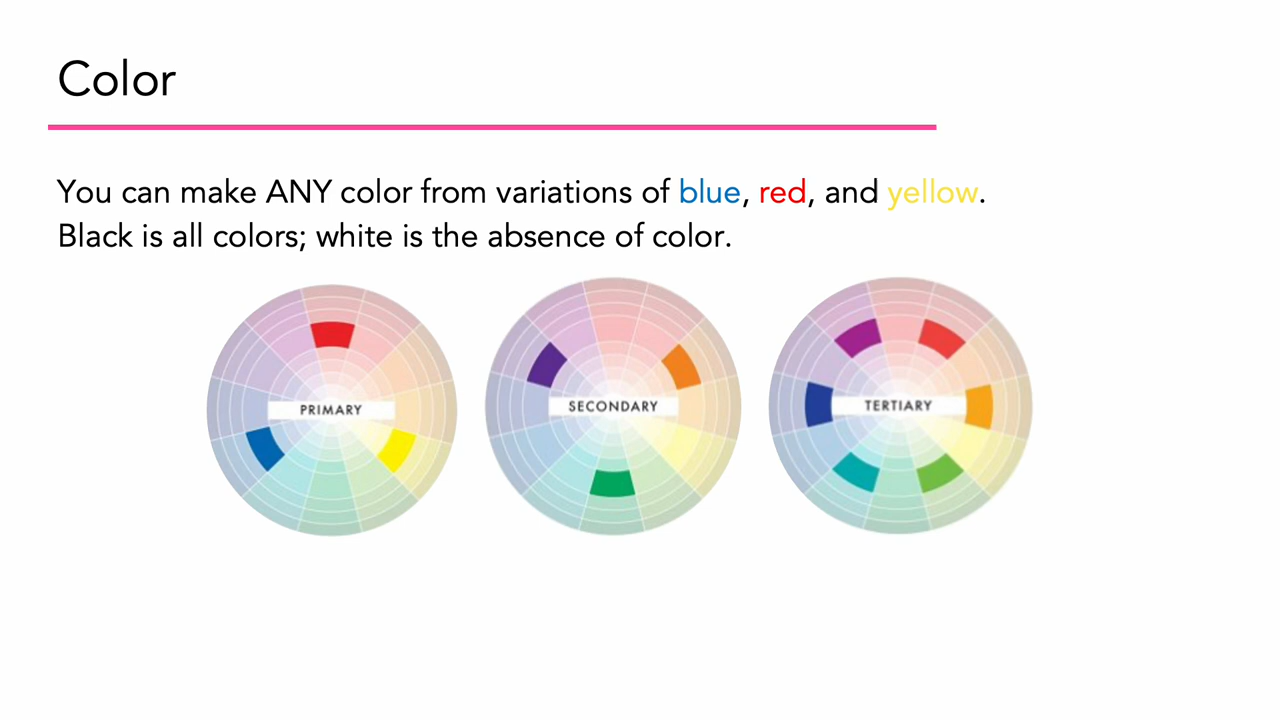 Color
You can make ANY color from variations of blue, red, and yellow.
Black is all colors; white is the absence of color.
PRIMARY
SECONDARY
TERTIARY